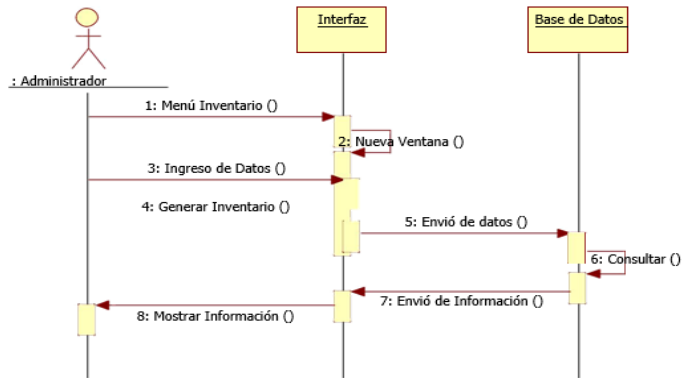 Interfaz
Base de Datos
: Administrador
1: Menú Inventario ()
2: Nueva Ventana ()
3: Ingreso de Datos ()
4: Generar Inventario ()
5: Envió de datos ()
6: Consultar ()
7: Envió de Información ()
8: Mostrar Información ()